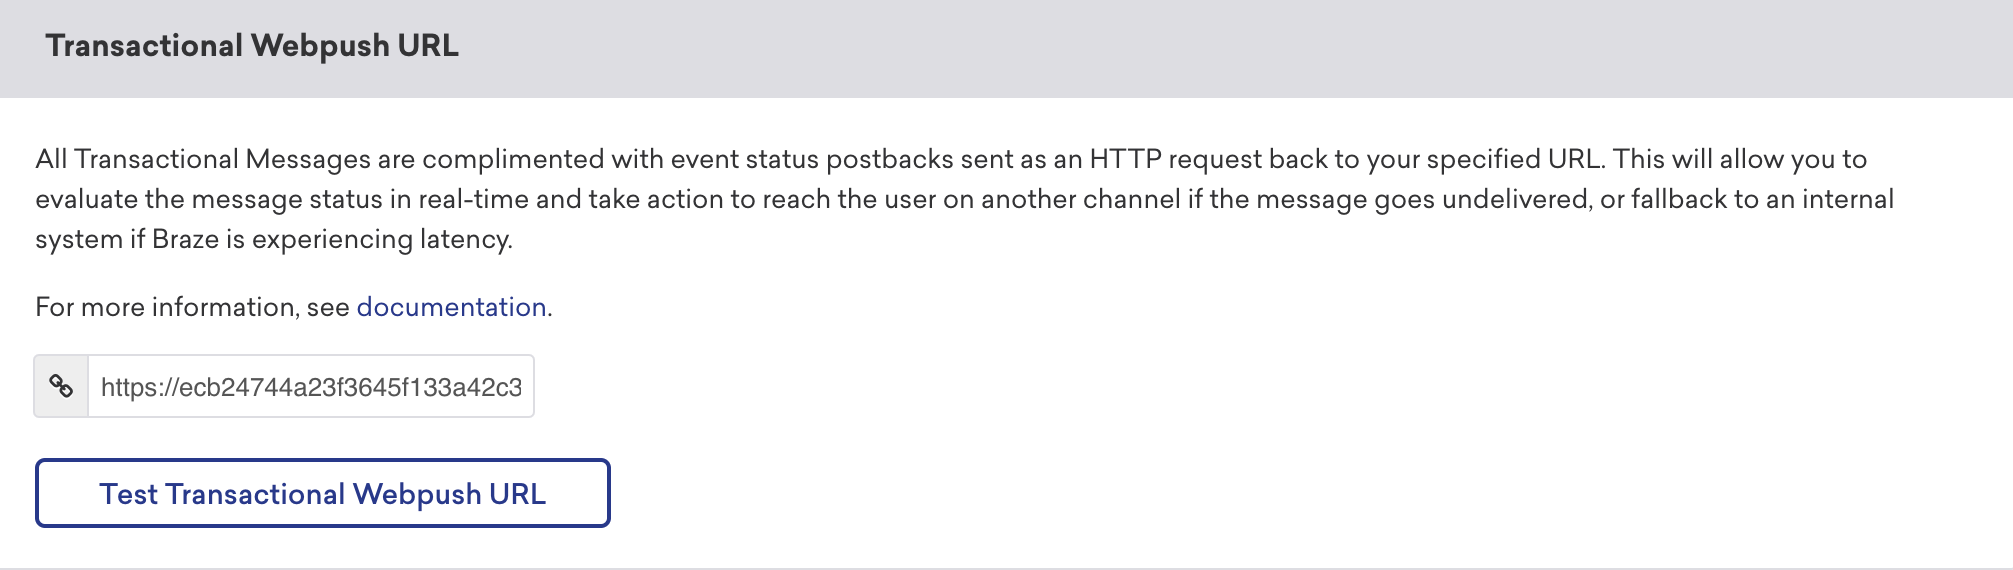 Transactional Webpush URL
All Transactional Messages are complimented with event status postbacks sent as an HTTP request back to your specified URL. This will allow you to
evaluate the message status in real-time and take action to reach the user on another channel if the message goes undelivered, or fallback to an internal
system if Braze is experiencing latency.
For more information, see documentation.
https://ecb24744a23f3645f133a42c3
Test Transactional Webpush URL